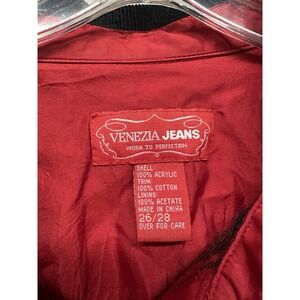 VENEZIA JEANS
WORN TO PERFECTION
SHELL:
100% ACRYLIC
TRIM:
100% COTTON
LINING:
100% ACETATE
MADE IN CHINA
26/28
OVER FOR CARE